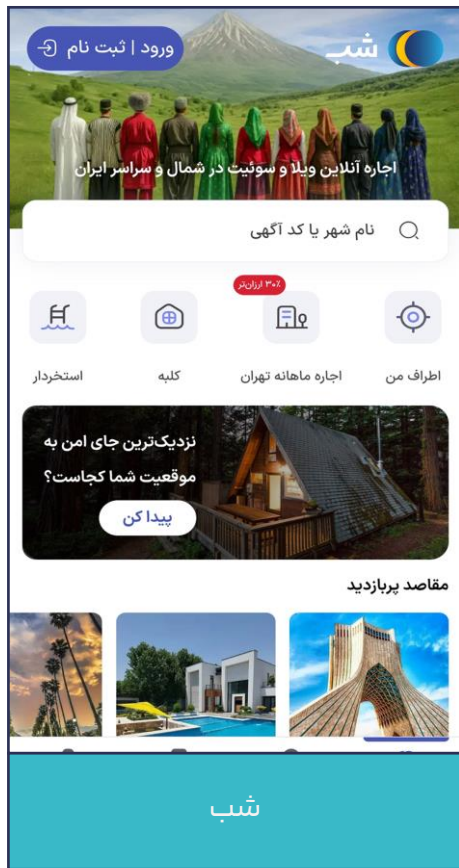 شب
ورود | ثبت نام
اجاره آنلاین ویلا و سوئیت در شمال و سراسر ایران
نام شهر یا کد آگهی
۳۰٪ ارزان‌تر
اطراف من
اجاره ماهانه تهران
کلبه
استخردار
نزدیک‌ترین جای امن به
موقعیت شما کجاست؟
پیدا کن
مقاصد پربازدید
شب